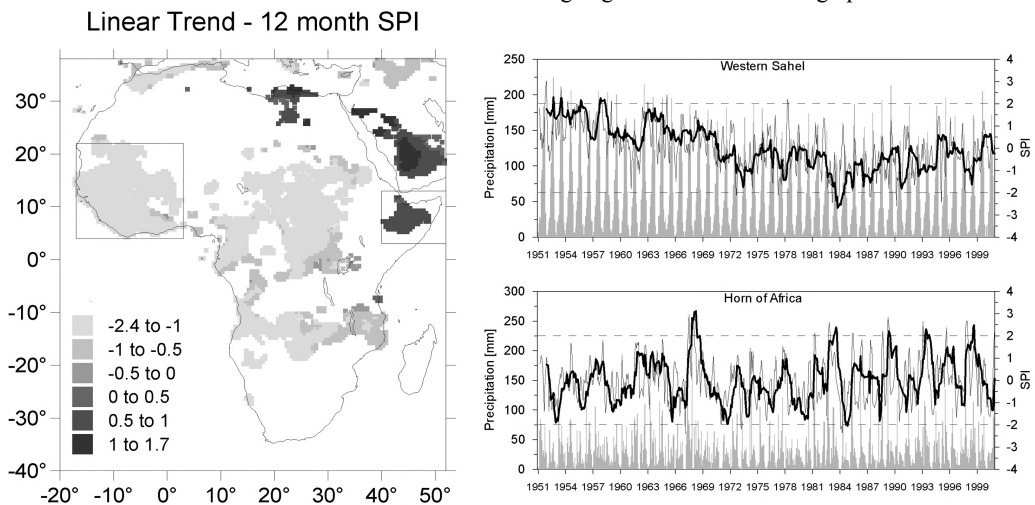 Linear Trend - 12 month SPI
30°
20°
10°
0°
-10°
-20°
-30°
-40°
-20° -10° 0° 10° 20° 30° 40° 50°
-2.4 to -1
-1 to -0.5
-0.5 to 0
0 to 0.5
0.5 to 1
1 to 1.7
Western Sahel
Precipitation [mm]
250
200
150
100
50
0
4
3
2
1
0
-1
-2
-3
-4
SPI
1951 1954 1957 1960 1963 1966 1969 1972 1975 1978 1981 1984 1987 1990 1993 1996 1999
Horn of Africa
Precipitation [mm]
300
250
200
150
100
50
0
4
3
2
1
0
-1
-2
-3
-4
SPI
1951 1954 1957 1960 1963 1966 1969 1972 1975 1978 1981 1984 1987 1990 1993 1996 1999